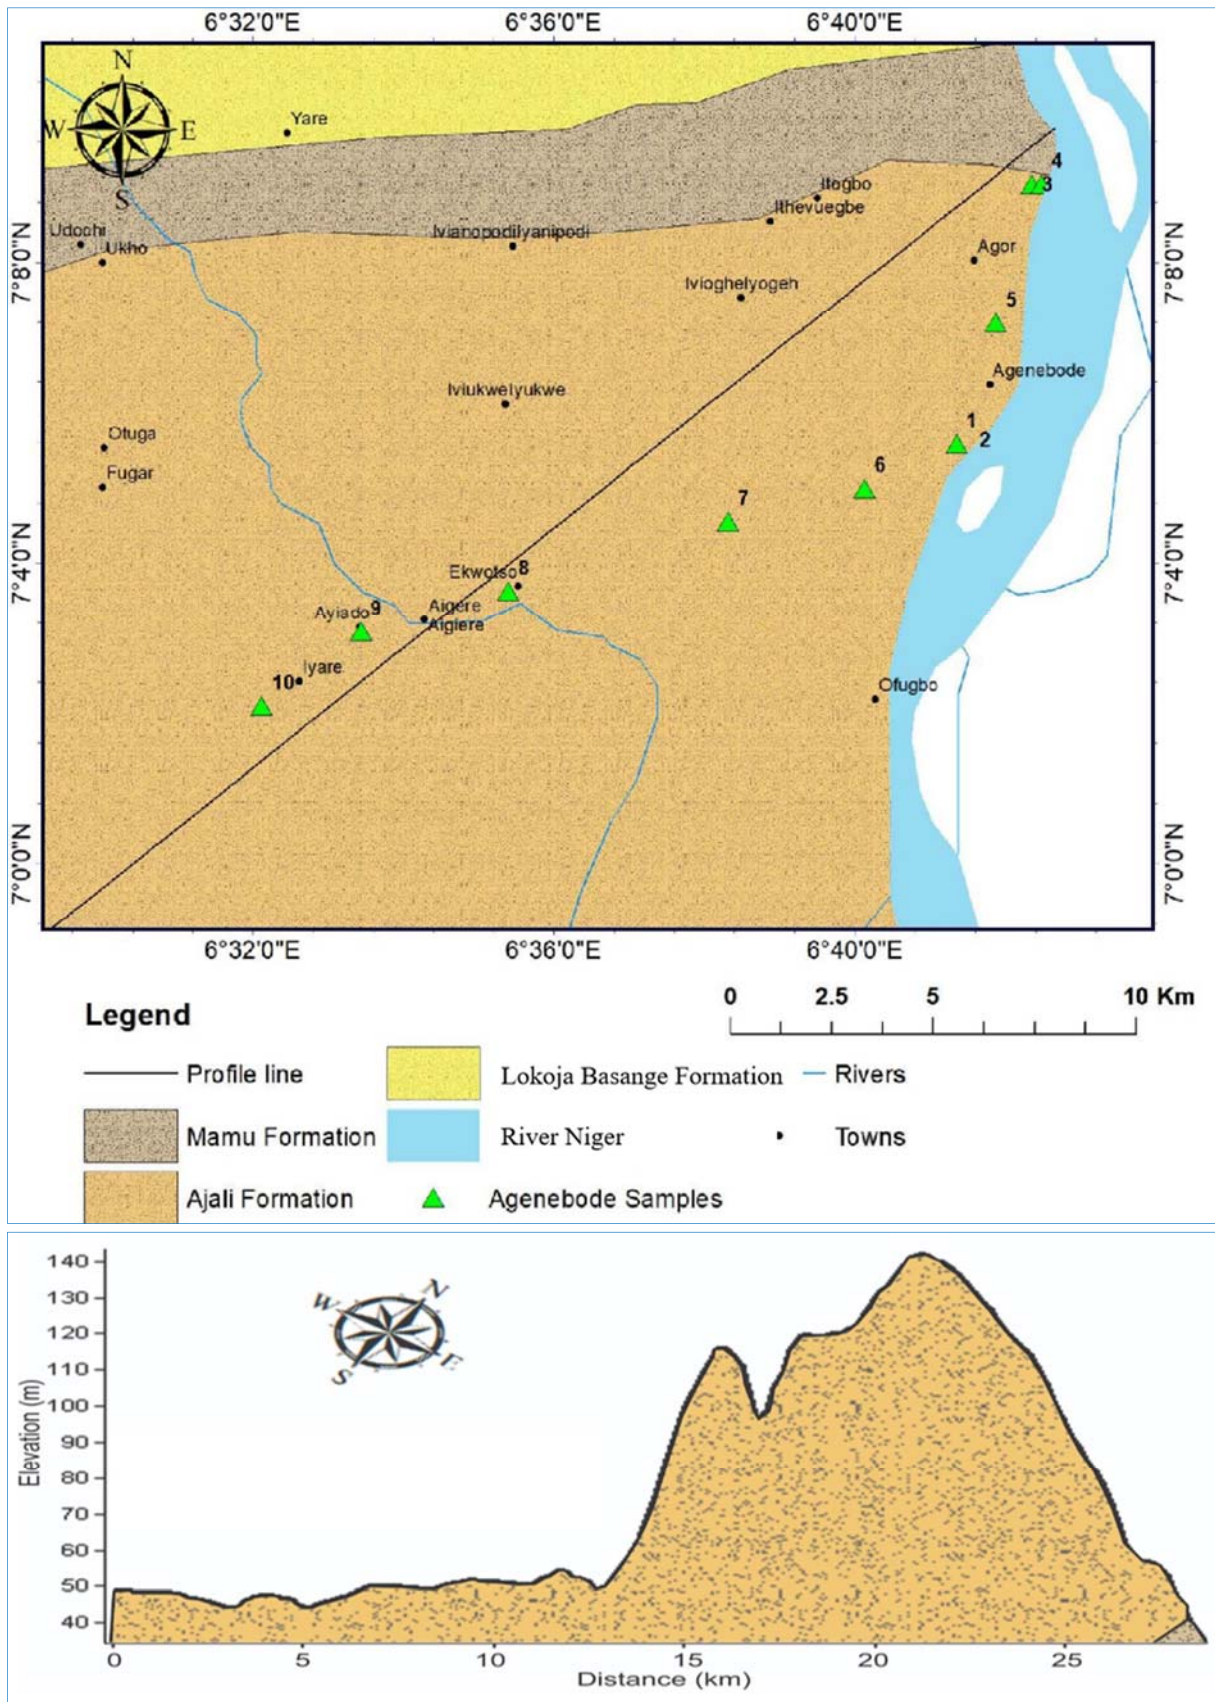 6°32'0"E 6°36'0"E 6°40'0"E
N
W E
S
Yare
4
3
Itogbo
Ithevuegbe
Udochi
Ukho
IvianopodiIyanipodi
Agor
7°8'0"N 7°8'0"N
IviogheIyogeh
5
IviukweIyukwe
Agenebode
1
2
Otuga
Fugar
6
7
7°4'0"N 7°4'0"N
Ekwotso 8
Ayiado 9
Aigere
Aigiere
10 Iyare
Ofugbo
7°0'0"N 7°0'0"N
6°32'0"E 6°36'0"E 6°40'0"E
0 2.5 5 10 Km
Legend
Profile line
Lokoja Basange Formation
Rivers
Mamu Formation
River Niger
Towns
Ajali Formation
Agenebode Samples
140
130
120
110
100
90
80
70
60
50
40
Elevation (m)
W N
S E
0 5 10 15 20 25
Distance (km)